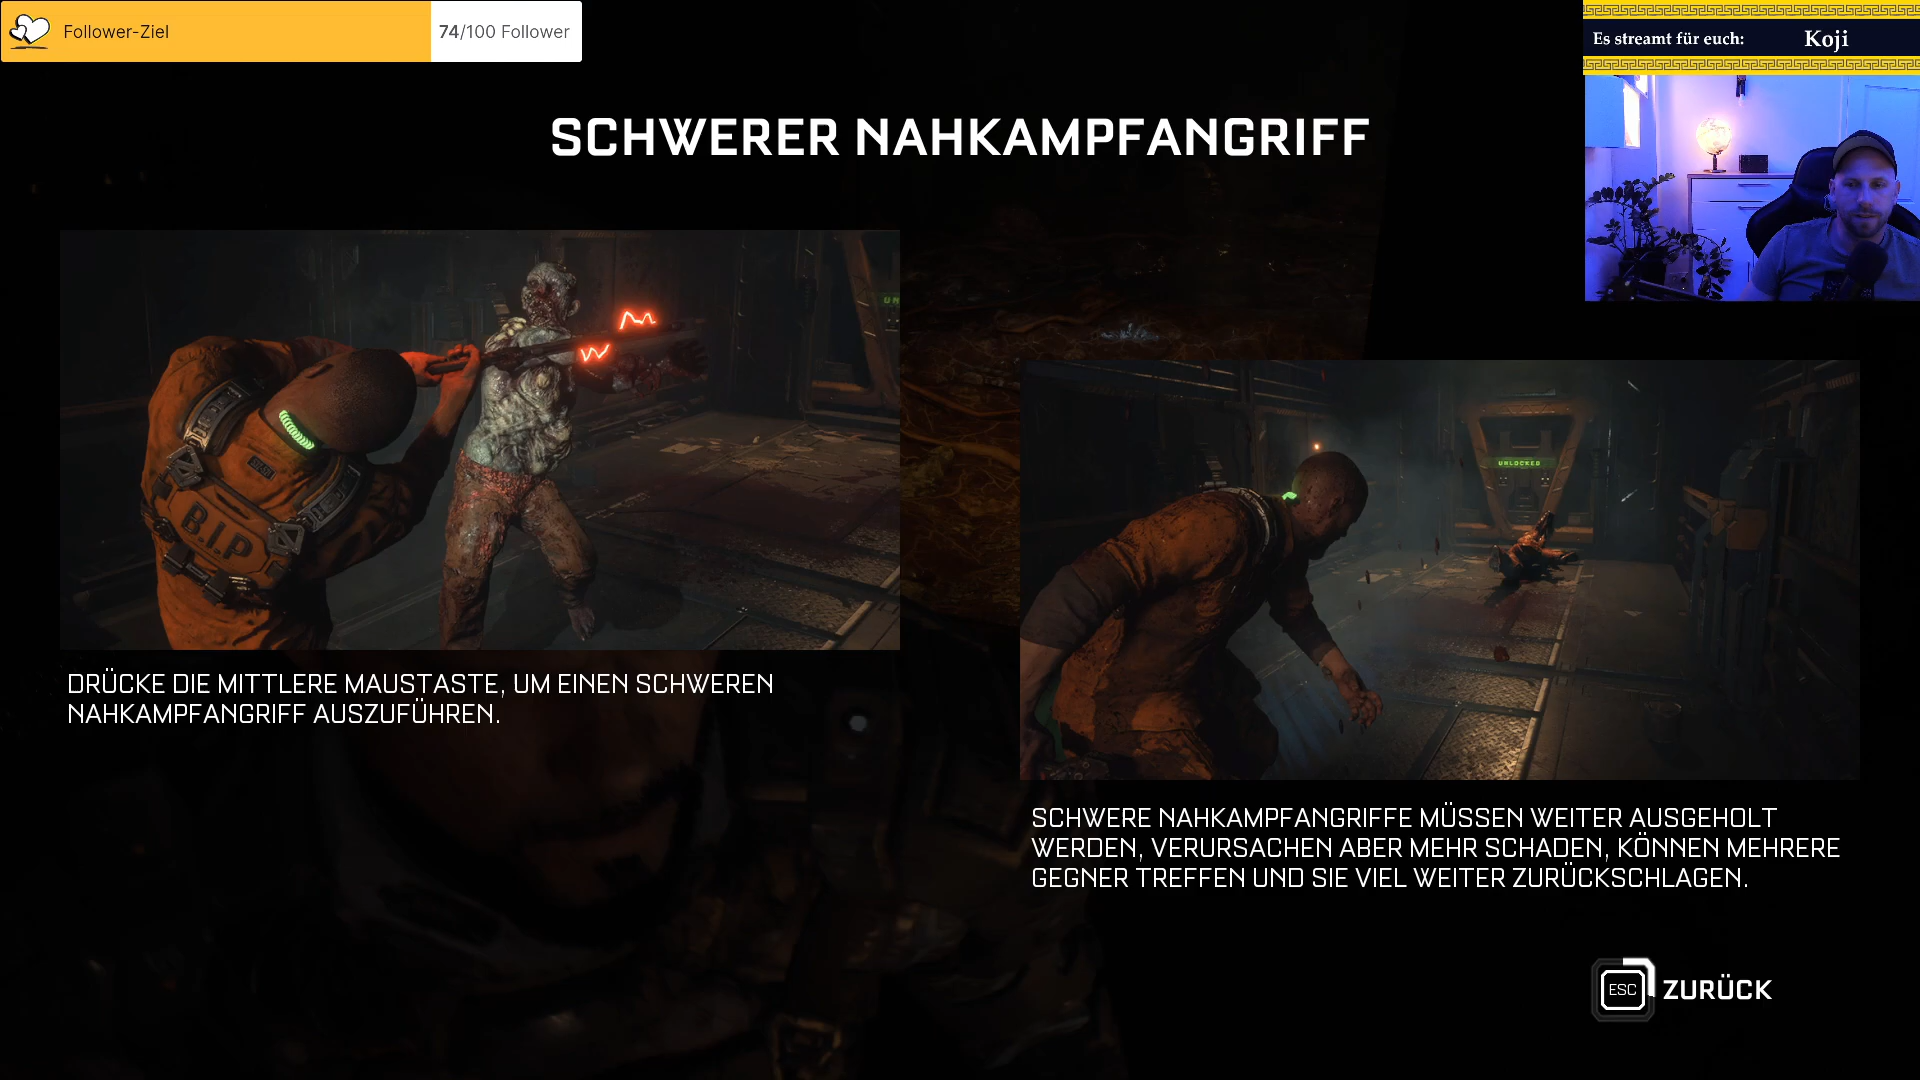 Follower-Ziel
74/100 Follower
Es streamt für euch: Koji
SCHWERER NAHKAMPFANGRIFF
B.I.P
UNLOCKED
DRÜCKE DIE MITTLERE MAUSTASTE, UM EINEN SCHWEREN
NAHKAMPFANGRIFF AUSZUFÜHREN.
SCHWERE NAHKAMPFANGRIFFE MÜSSEN WEITER AUSGEHOLT
WERDEN, VERURSACHEN ABER MEHR SCHADEN, KÖNNEN MEHRERE
GEGNER TREFFEN UND SIE VIEL WEITER ZURÜCKSCHLAGEN.
ESC ZURÜCK